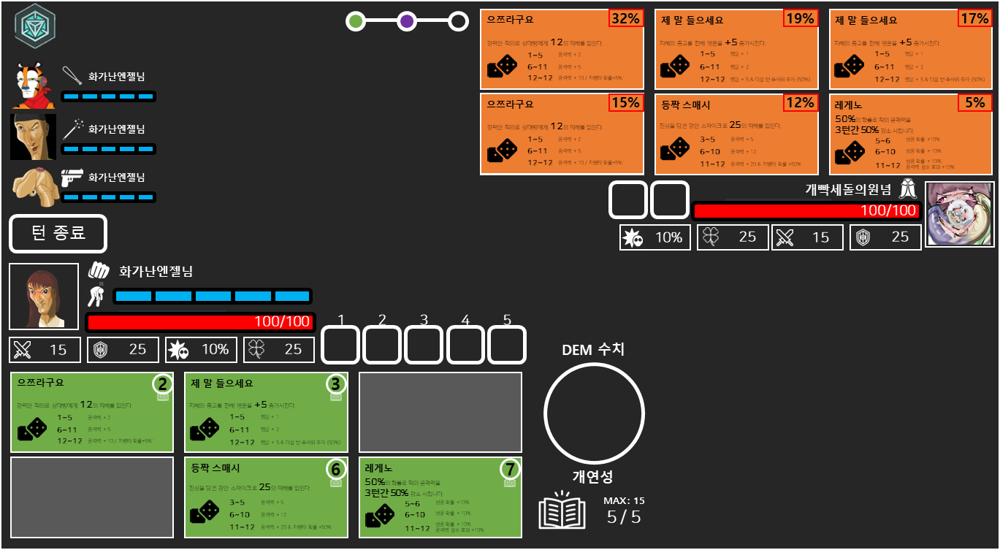 화가난엔젤님
화가난엔젤님
화가난엔젤님
턴 종료
으쯔라구요
32%
강력한 적의로 상대방에게 12의 피해를 입힌다.
1~5 공격력 + 2
6~11 공격력 + 5
12~12 공격력 + 10 / 치명타 확률+5%
제 말 들으세요
19%
지혜의 충고를 전해 행운을 +5 증가시킨다.
1~5 행운 + 1
6~11 행운 + 2
12~12 행운 + 5 & 다음 턴 주사위 추가 (50%)
제 말 들으세요
17%
지혜의 충고를 전해 행운을 +5 증가시킨다.
1~5 행운 + 1
6~11 행운 + 2
12~12 행운 + 5 & 다음 턴 주사위 추가 (50%)
으쯔라구요
15%
강력한 적의로 상대방에게 12의 피해를 입힌다.
1~5 공격력 + 2
6~11 공격력 + 5
12~12 공격력 + 10 / 치명타 확률+5%
등짝 스매시
12%
진심을 담은 강한 스파이크로 25의 피해를 입힌다.
3~5 공격력 + 5
6~10 공격력 + 12
11~12 공격력 + 20 & 치명타 확률 +50%
레게노
5%
50%의 확률로 적의 공격력을
3턴간 50% 감소 시킵니다.
5~6 성공 확률 +10%
6~10 성공 확률 +10%
11~12 성공 확률 +10%
공격력 감소 효과 +10%
개빡세돌의원념
100/100
10%
25
15
25
화가난엔젤님
100/100
15
25
10%
25
1 2 3 4 5
으쯔라구요
2
강력한 적의로 상대방에게 12의 피해를 입힌다.
1~5 공격력 + 2
6~11 공격력 + 5
12~12 공격력 + 10 / 치명타 확률+5%
제 말 들으세요
3
지혜의 충고를 전해 행운을 +5 증가시킨다.
1~5 행운 + 1
6~11 행운 + 2
12~12 행운 + 5 & 다음 턴 주사위 추가 (50%)
등짝 스매시
6
진심을 담은 강한 스파이크로 25의 피해를 입힌다.
3~5 공격력 + 5
6~10 공격력 + 12
11~12 공격력 + 20 & 치명타 확률 +50%
레게노
7
50%의 확률로 적의 공격력을
3턴간 50% 감소 시킵니다.
5~6 성공 확률 +10%
6~10 성공 확률 +10%
11~12 성공 확률 +10%
공격력 감소 효과 +10%
DEM 수치
개연성
MAX: 15
5/5